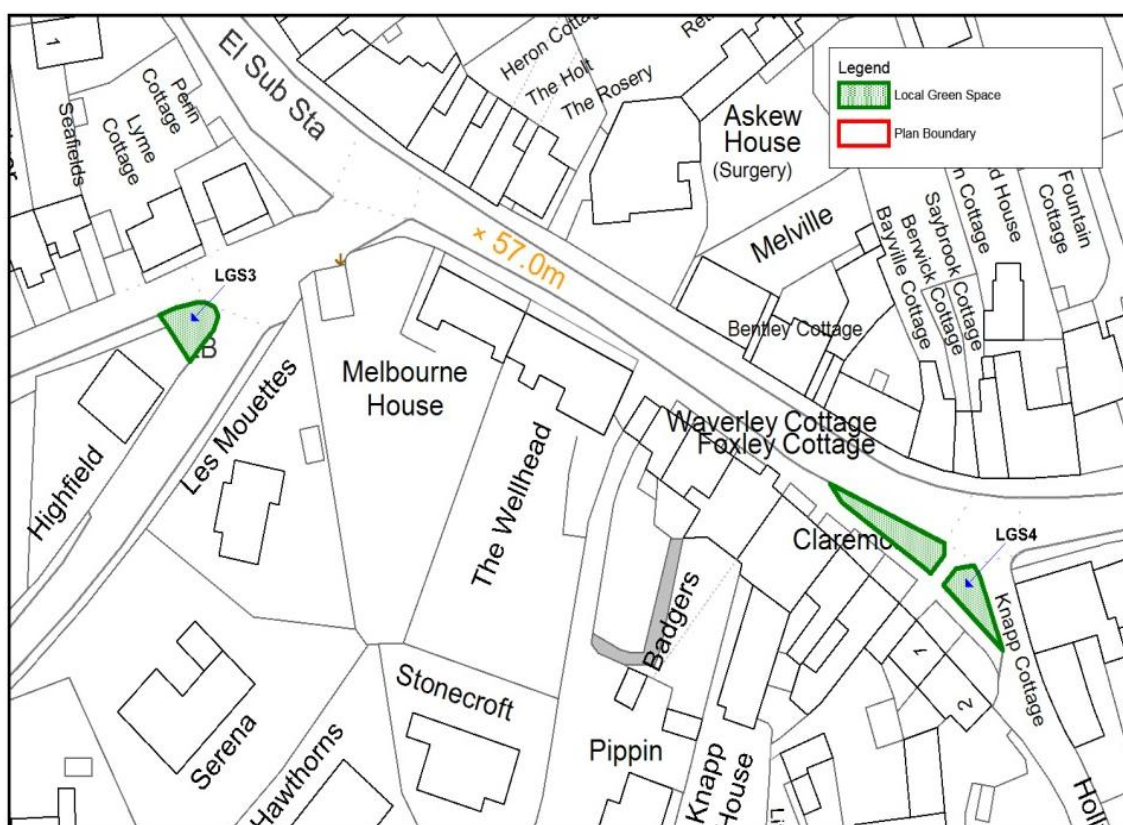 1
El Sub Sta
Penn
Cottage
Lyme
Cottage
Seafields
Heron Cottage
The Holt
The Rosery
Askew
House
(Surgery)
Legend
Local Green Space
Plan Boundary
Melville
Fountain
Cottage
Saybrook Cottage
Berwick Cottage
Bayville Cottage
LGS3
× 57.0m
Bentley Cottage
Melbourne
House
Les Mouettes
Highfield
The Wellhead
Waverley Cottage
Foxley Cottage
LGS4
Knapp Cottage
Badgers
1
2
Stonecroft
Serena
Hawthorns
Pippin
Knapp
House